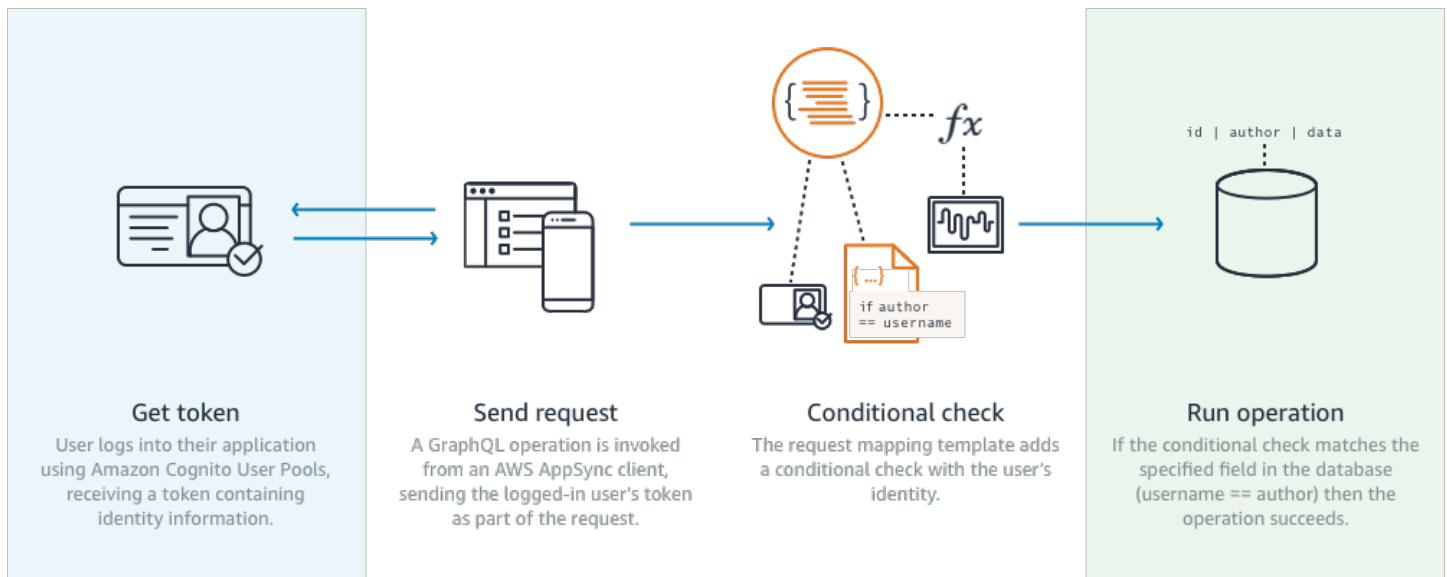 { }
fx
id | author | data
{ ... }
if author
== username
Get token
User logs into their application
using Amazon Cognito User Pools,
receiving a token containing
identity information.
Send request
A GraphQL operation is invoked
from an AWS AppSync client,
sending the logged-in user's token
as part of the request.
Conditional check
The request mapping template adds
a conditional check with the user's
identity.
Run operation
If the conditional check matches the
specified field in the database
(username == author) then the
operation succeeds.